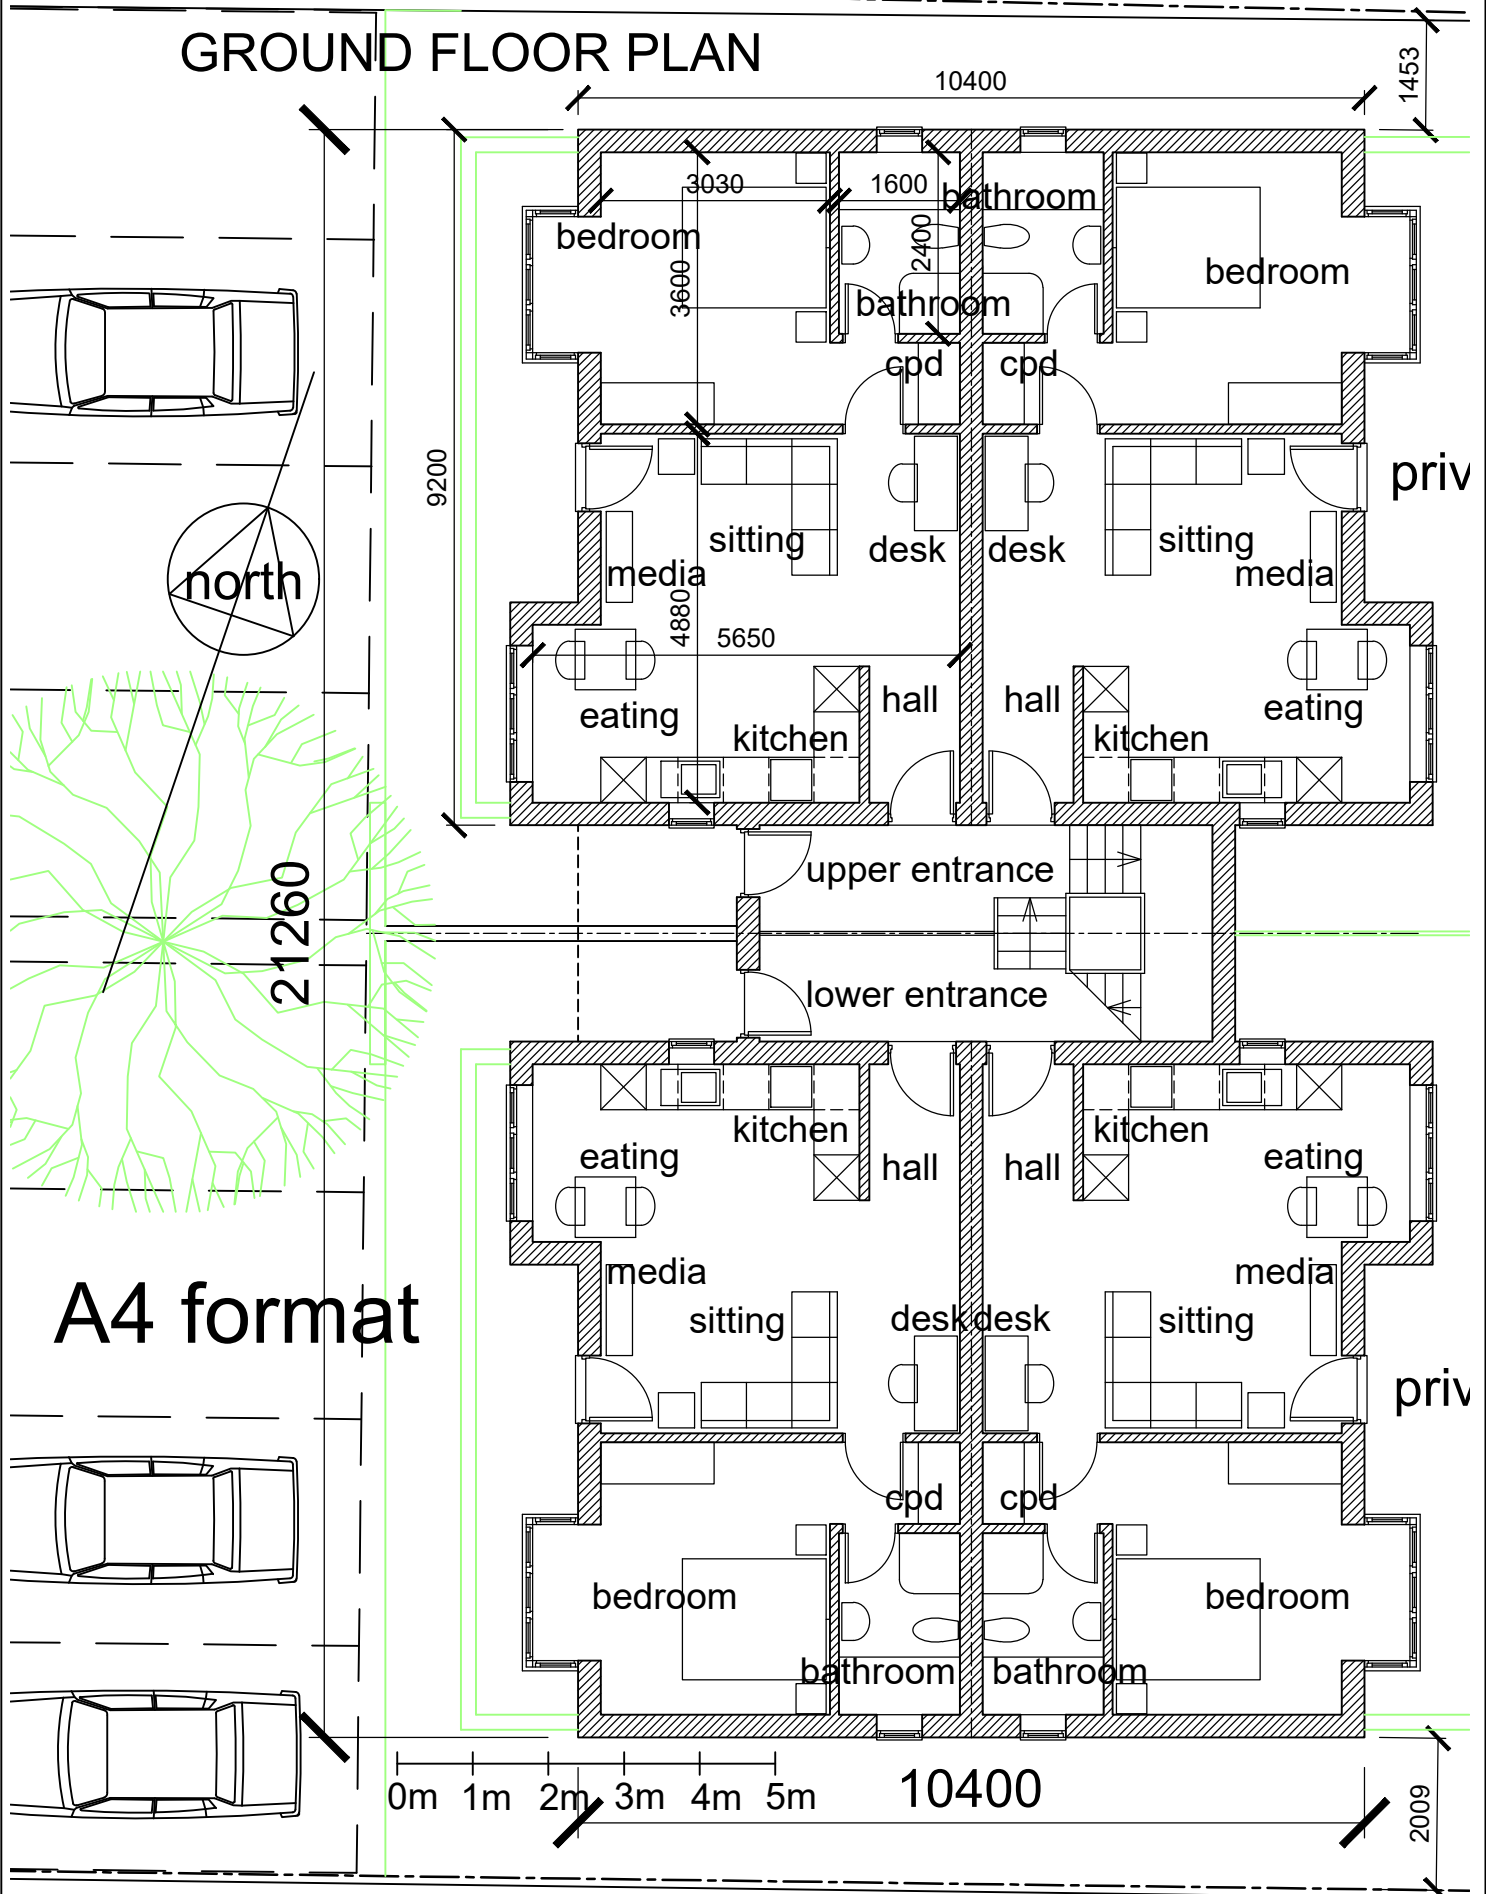 GROUND FLOOR PLAN
10400
1453
3030
1600
bathroom
bedroom
2400
3600
bedroom
bathroom
cpd
cpd
9200
priv
sitting
desk
desk
sitting
north
media
media
4880
5650
hall
hall
eating
eating
kitchen
kitchen
upper entrance
21260
lower entrance
kitchen
kitchen
eating
hall
hall
eating
media
media
A4 format
sitting
desk
desk
sitting
priv
cpd
cpd
bedroom
bedroom
bathroom
bathroom
0m 1m 2m 3m 4m 5m
10400
2009